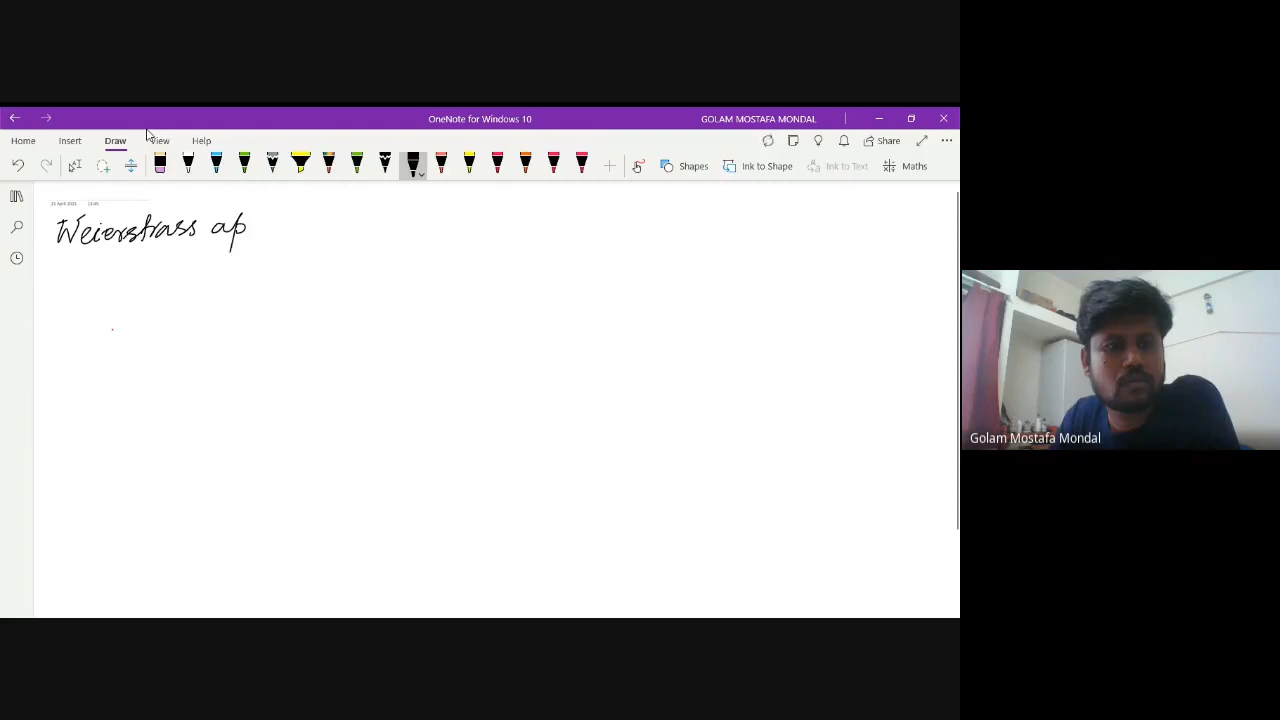 OneNote for Windows 10 GOLAM MOSTAFA MONDAL
Home Insert Draw View Help Share
Shapes Ink to Shape Ink to Text Maths
Weierstrass ap
Golam Mostafa Mondal